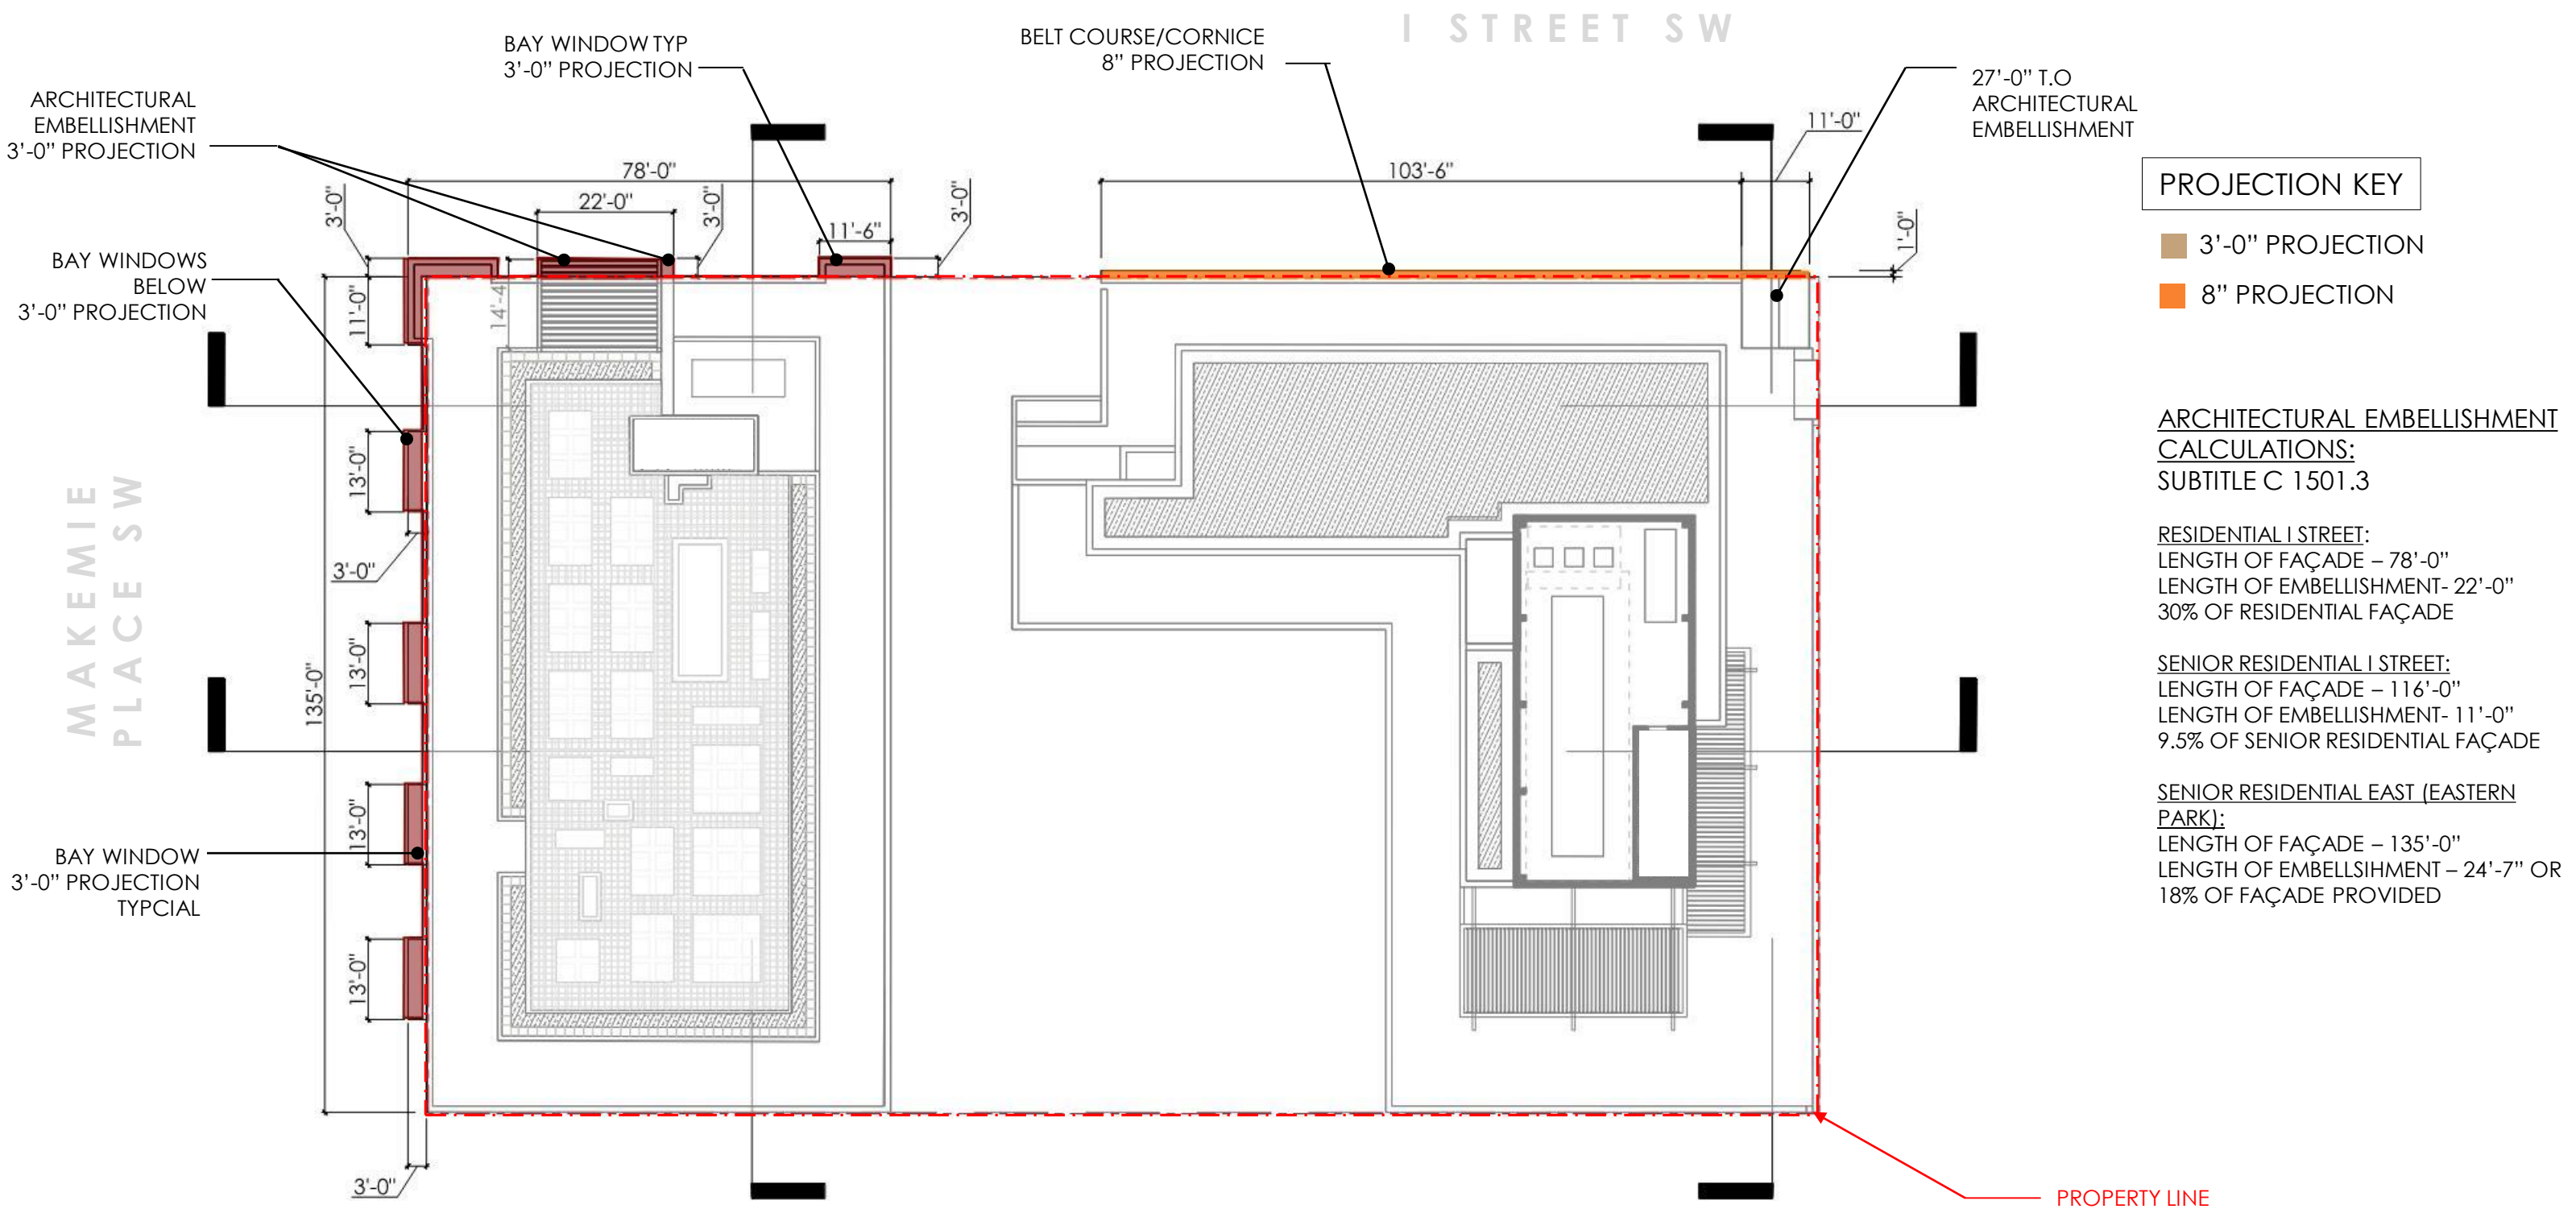 I STREET SW
BAY WINDOW TYP
3'-0” PROJECTION
BELT COURSE/CORNICE
8” PROJECTION
27’-0” T.O
ARCHITECTURAL
EMBELLISHMENT
ARCHITECTURAL
EMBELLISHMENT
3’-0” PROJECTION
11'-0"
78'-0"
103'-6"
3'-0"
22'-0"
3'-0"
3'-0"
11'-6"
1'-0"
BAY WINDOWS
BELOW
3’-0” PROJECTION
11'-0"
14'-4
13'-0"
3'-0"
MAKEMIE
PLACE SW
135'-0"
13'-0"
13'-0"
BAY WINDOW
3’-0” PROJECTION
TYPCIAL
13'-0"
3'-0"
PROJECTION KEY
3’-0” PROJECTION
8” PROJECTION
ARCHITECTURAL EMBELLISHMENT
CALCULATIONS:
SUBTITLE C 1501.3
RESIDENTIAL I STREET:
LENGTH OF FAÇADE – 78’-0”
LENGTH OF EMBELLISHMENT- 22’-0”
30% OF RESIDENTIAL FAÇADE
SENIOR RESIDENTIAL I STREET:
LENGTH OF FAÇADE – 116’-0”
LENGTH OF EMBELLISHMENT- 11’-0”
9.5% OF SENIOR RESIDENTIAL FAÇADE
SENIOR RESIDENTIAL EAST (EASTERN
PARK):
LENGTH OF FAÇADE – 135’-0”
LENGTH OF EMBELLSIHMENT – 24’-7” OR
18% OF FAÇADE PROVIDED
PROPERTY LINE